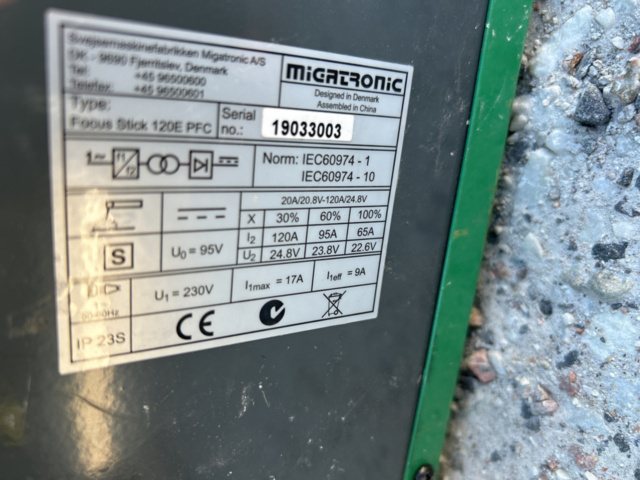 Svejsemaskinefabrikken Migatronic A/S
DK - 9690 Fjerritslev, Denmark
Tel: +45 96500600
Telefax: +45 96500601
MIGATRONIC
Designed in Denmark
Assembled in China
Type:
Focus Stick 120E PFC
Serial no.: 19033003
1~ f1 f2
Norm: IEC60974 - 1
IEC60974 - 10
20A/20.8V-120A/24.8V
X 30% 60% 100%
I2 120A 95A 65A
U2 24.8V 23.8V 22.6V
S
U0 = 95V
U1 = 230V
I1max = 17A
I1eff = 9A
50-60Hz
IP 23S
CE